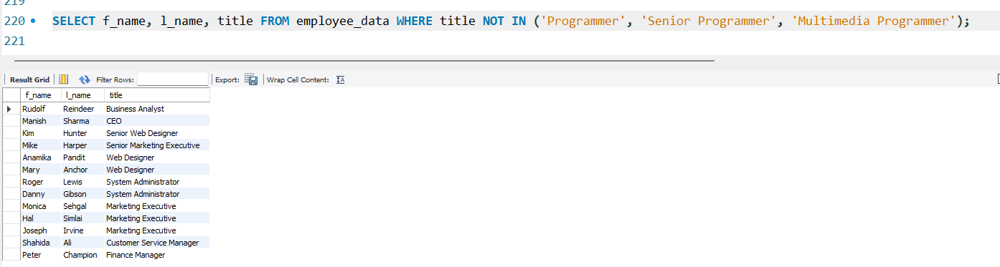 219
220 SELECT f_name, l_name, title FROM employee_data WHERE title NOT IN ('Programmer', 'Senior Programmer', 'Multimedia Programmer');
221
Result Grid Filter Rows: Export: Wrap Cell Content:
f_name l_name title
Rudolf Reindeer Business Analyst
Manish Sharma CEO
Kim Hunter Senior Web Designer
Mike Harper Senior Marketing Executive
Anamika Pandit Web Designer
Mary Anchor Web Designer
Roger Lewis System Administrator
Danny Gibson System Administrator
Monica Sehgal Marketing Executive
Hal Simlai Marketing Executive
Joseph Irvine Marketing Executive
Shahida Ali Customer Service Manager
Peter Champion Finance Manager